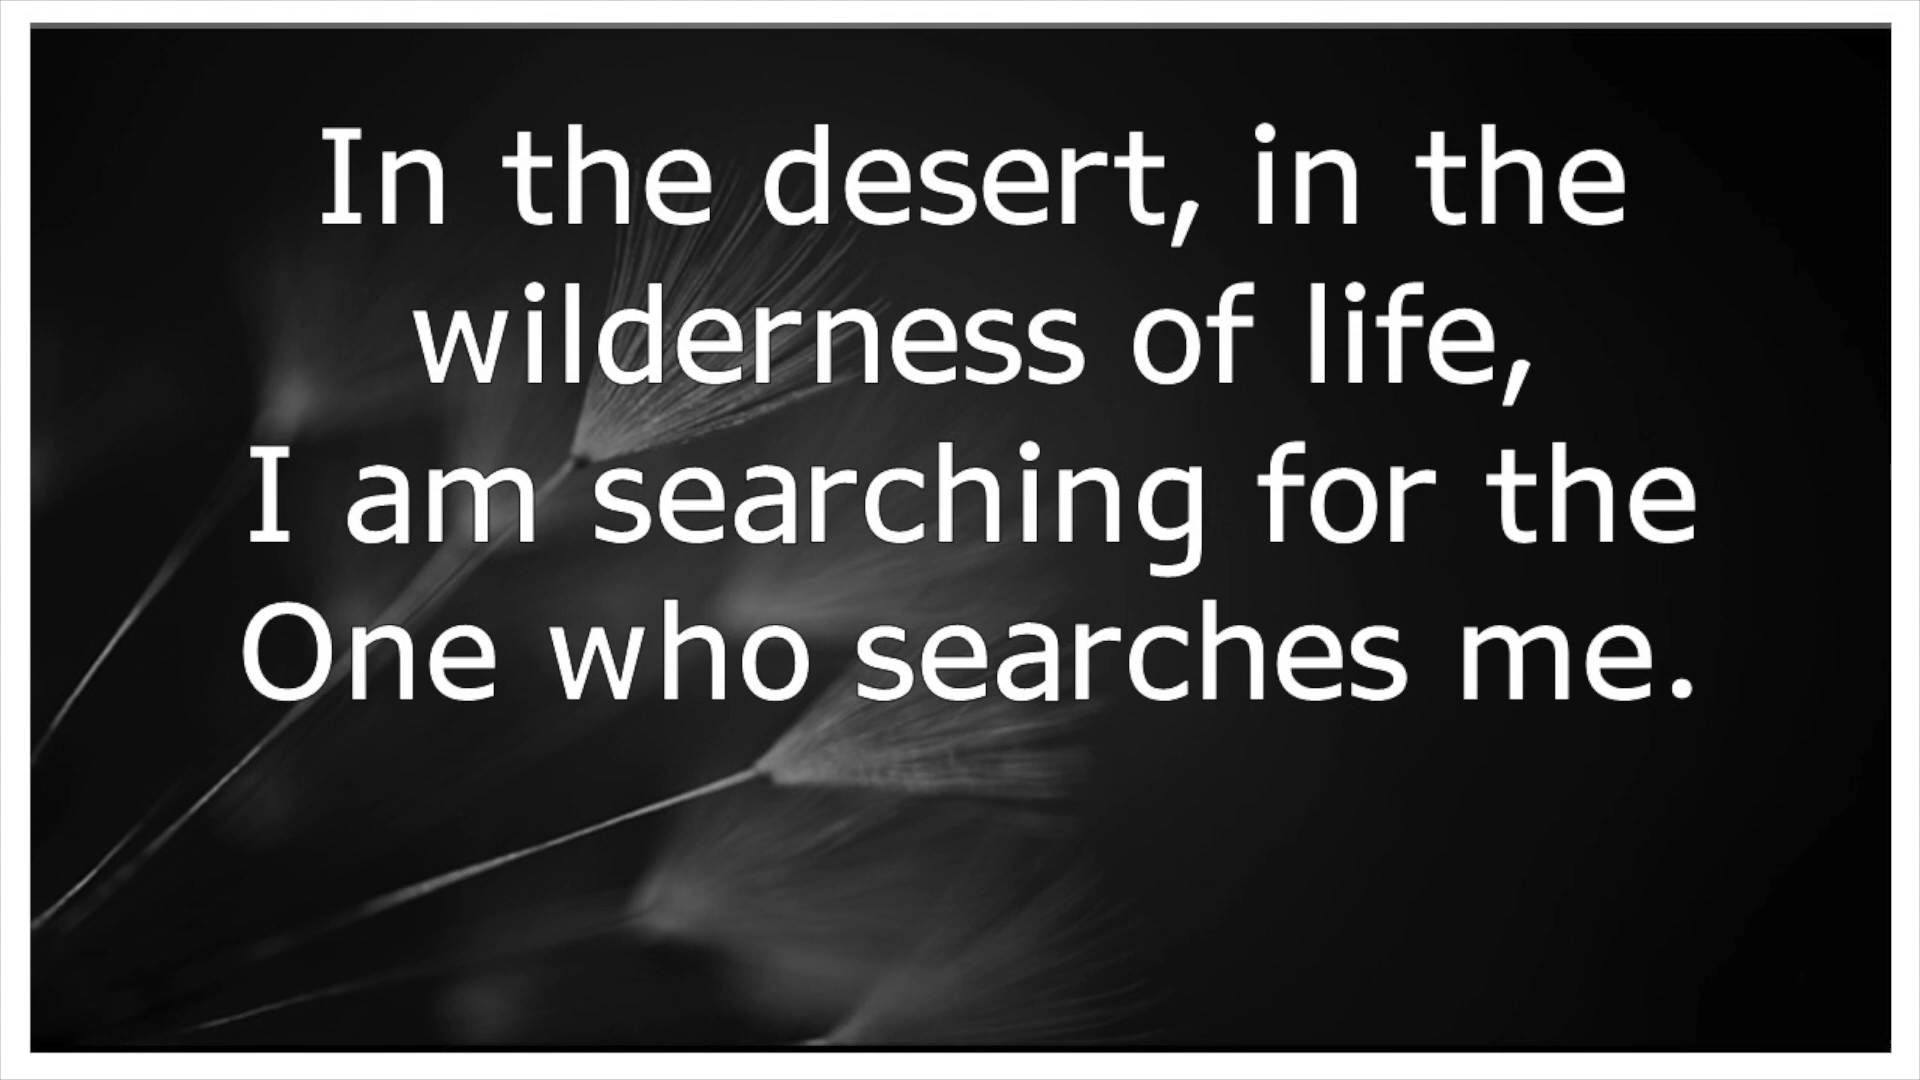 In the desert, in the
wilderness of life,
I am searching for the
One who searches me.